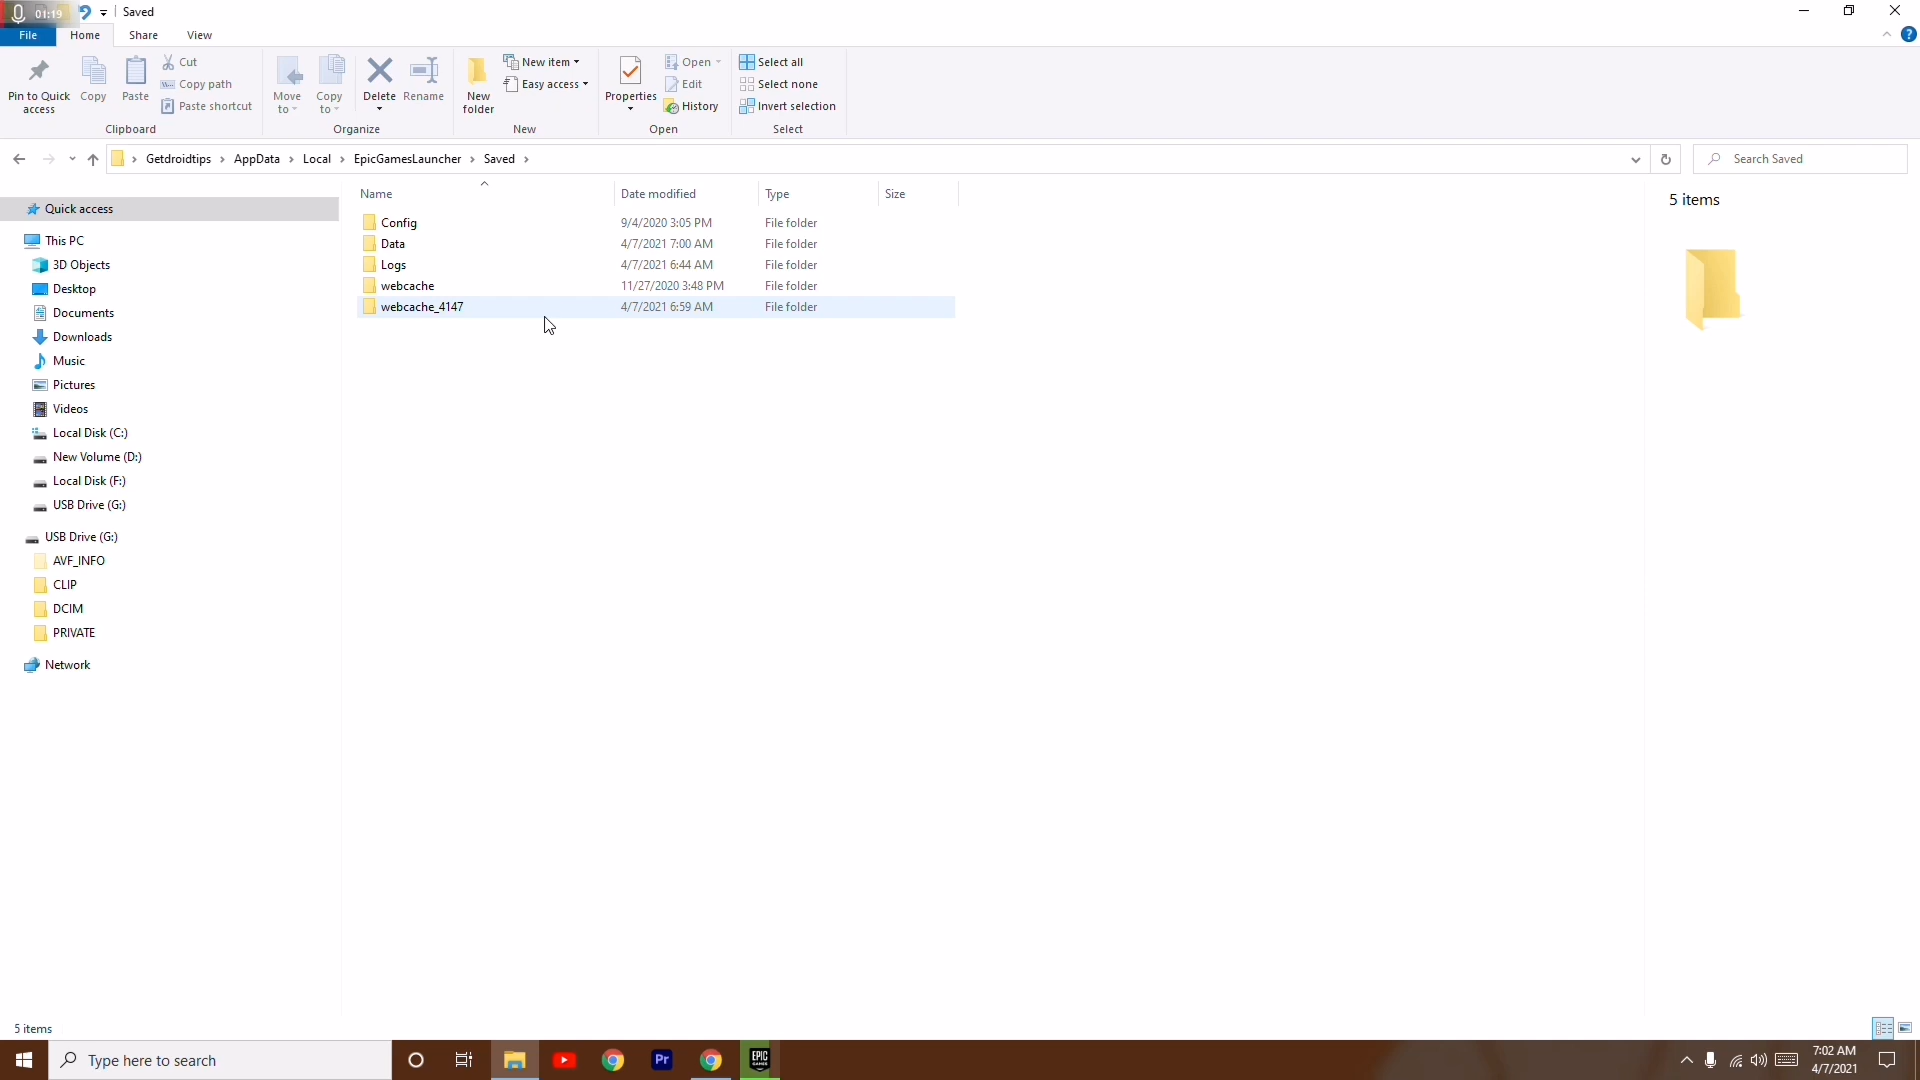 01:19 Saved
File Home Share View
Pin to Quick access
Copy
Paste
Cut
Copy path
Paste shortcut
Clipboard
Move to
Copy to
Delete
Rename
Organize
New folder
New item
Easy access
New
Properties
Open
Edit
History
Open
Select all
Select none
Invert selection
Select
Getdroidtips > AppData > Local > EpicGamesLauncher > Saved >
Search Saved
Name Date modified Type Size
Config 9/4/2020 3:05 PM File folder
Data 4/7/2021 7:00 AM File folder
Logs 4/7/2021 6:44 AM File folder
webcache 11/27/2020 3:48 PM File folder
webcache_4147 4/7/2021 6:59 AM File folder
5 items
Quick access
This PC
3D Objects
Desktop
Documents
Downloads
Music
Pictures
Videos
Local Disk (C:)
New Volume (D:)
Local Disk (F:)
USB Drive (G:)
USB Drive (G:)
AVF_INFO
CLIP
DCIM
PRIVATE
Network
5 items
Type here to search
Pr
EPIC
GAMES
7:02 AM
4/7/2021